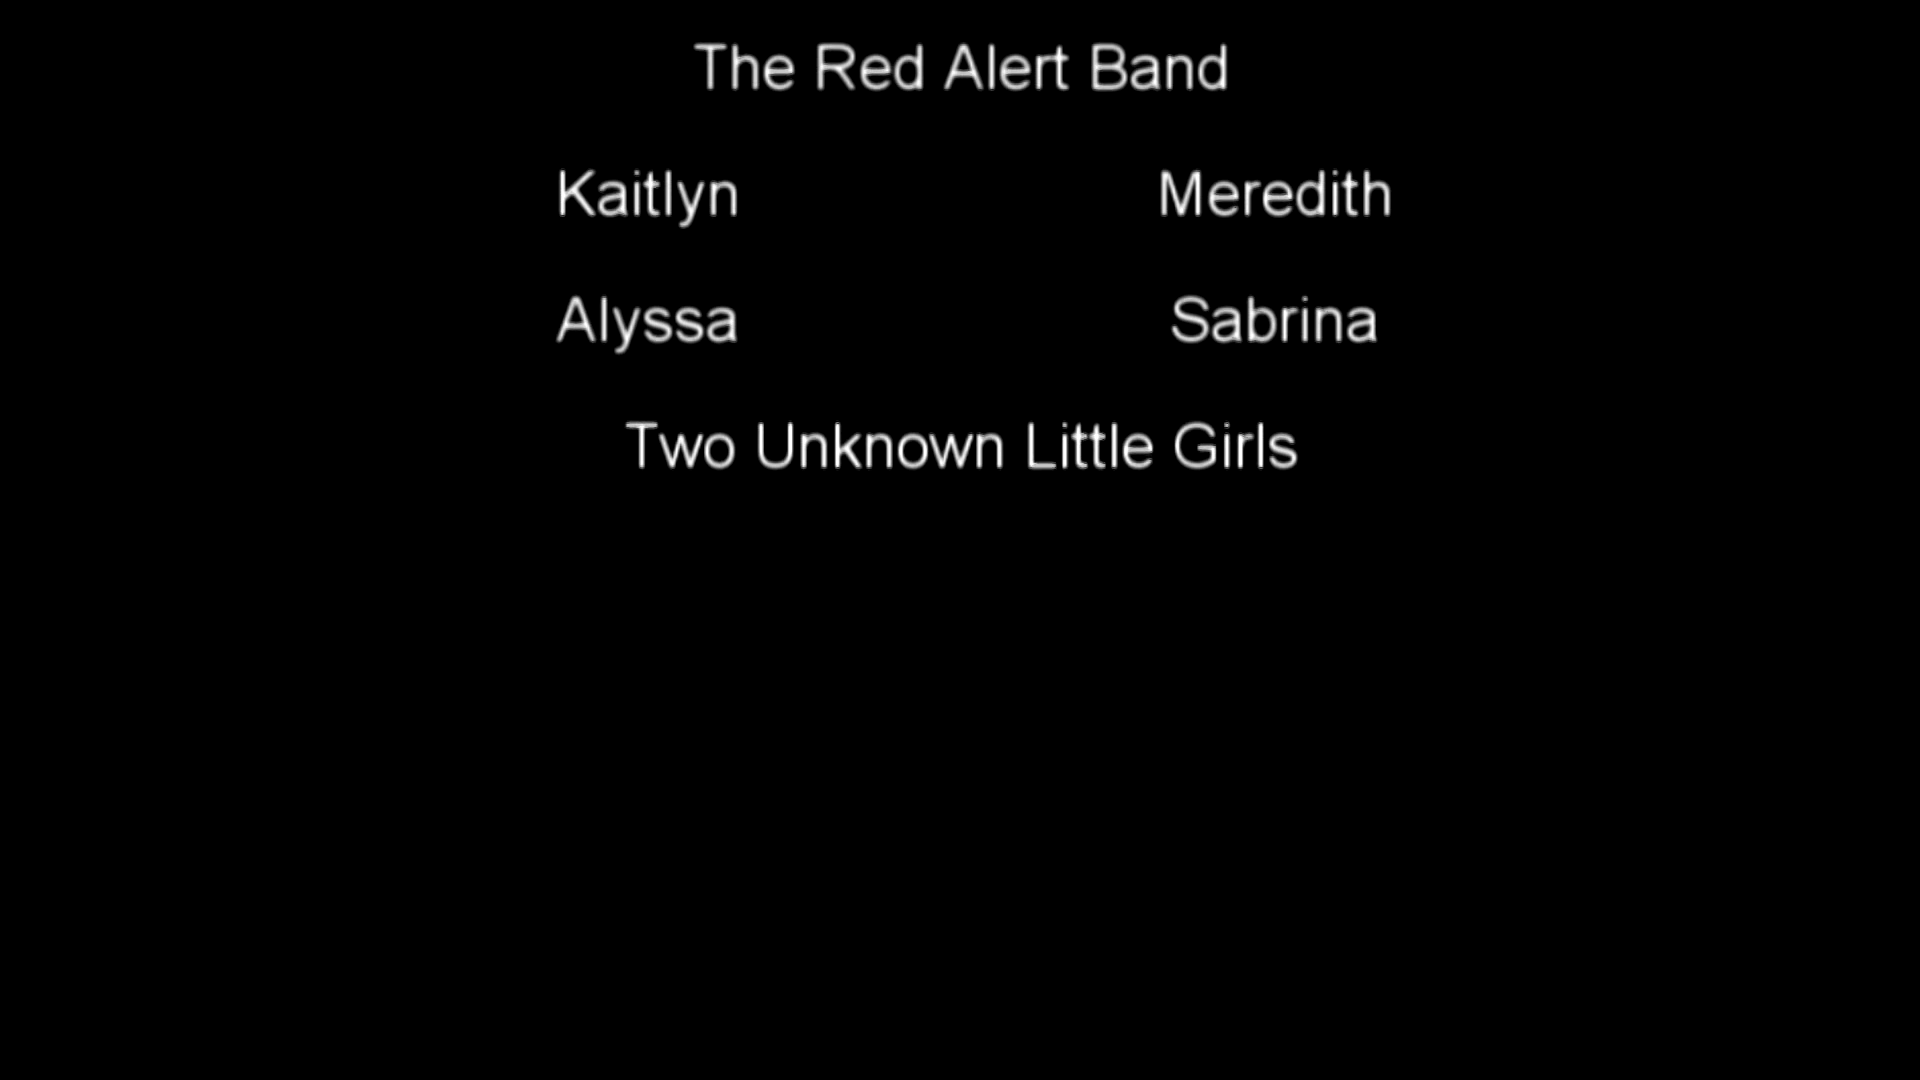 The Red Alert Band
Kaitlyn Meredith
Alyssa Sabrina
Two Unknown Little Girls